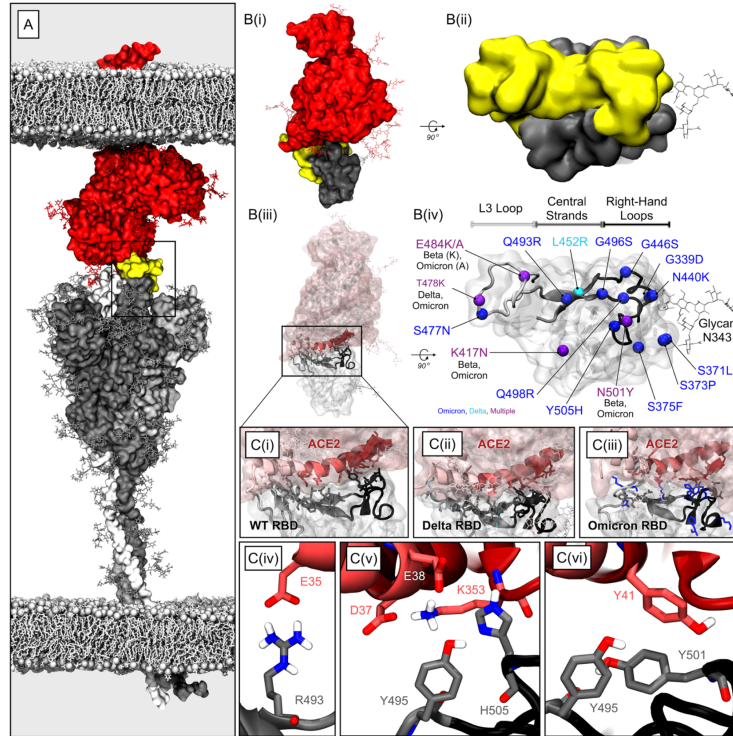 A
B(i)
B(ii)
90°
B(iii)
B(iv)
L3 Loop
Central
Strands
Right-Hand
Loops
E484K/A
Beta (K),
Omicron (A)
Q493R
L452R
G496S
G446S
G339D
N440K
T478K
Delta,
Omicron
S477N
Glycan
N343
90°
K417N
Beta,
Omicron
Q498R
Y505H
N501Y
Beta,
Omicron
S375F
S371L
S373P
Omicron, Delta, Multiple
C(i)
ACE2
WT RBD
C(ii)
ACE2
Delta RBD
C(iii)
ACE2
Omicron RBD
C(iv)
E35
R493
C(v)
E38
D37
K353
Y495
H505
C(vi)
Y41
Y501
Y495